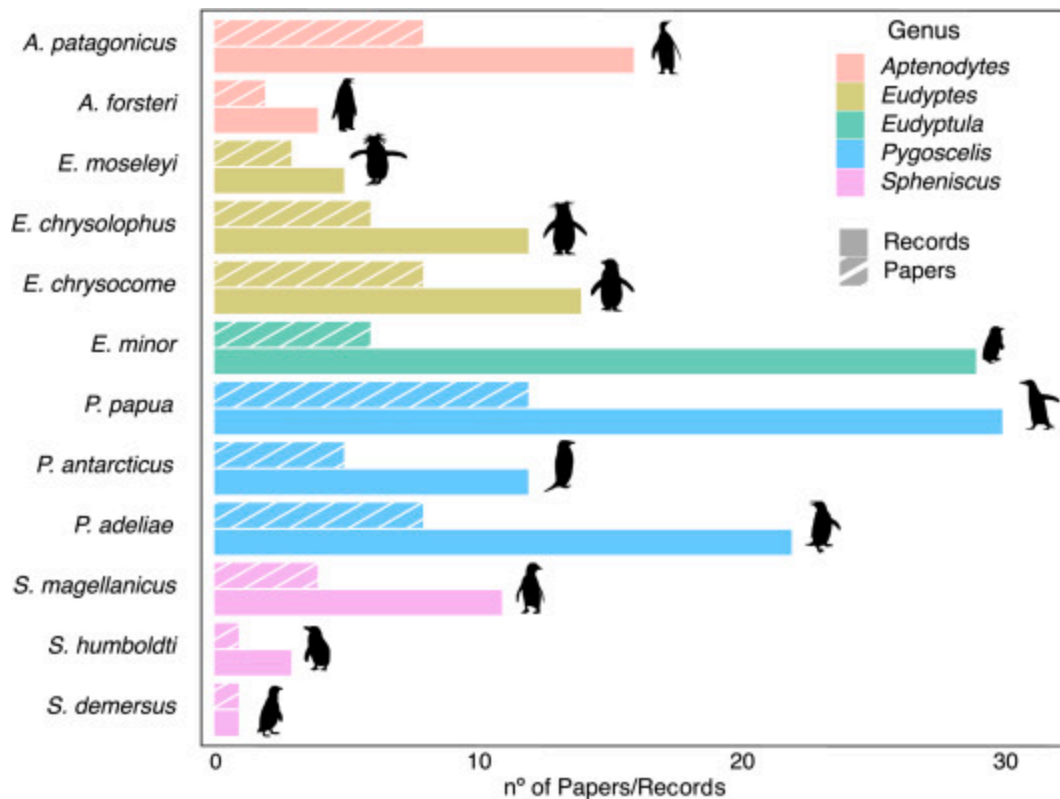 A. patagonicus
A. forsteri
E. moseleyi
E. chrysolophus
E. chrysocome
E. minor
P. papua
P. antarcticus
P. adeliae
S. magellanicus
S. humboldti
S. demersus
Genus
Aptenodytes
Eudyptes
Eudyptula
Pygoscelis
Spheniscus
Records
Papers
0 10 20 30
nº of Papers/Records